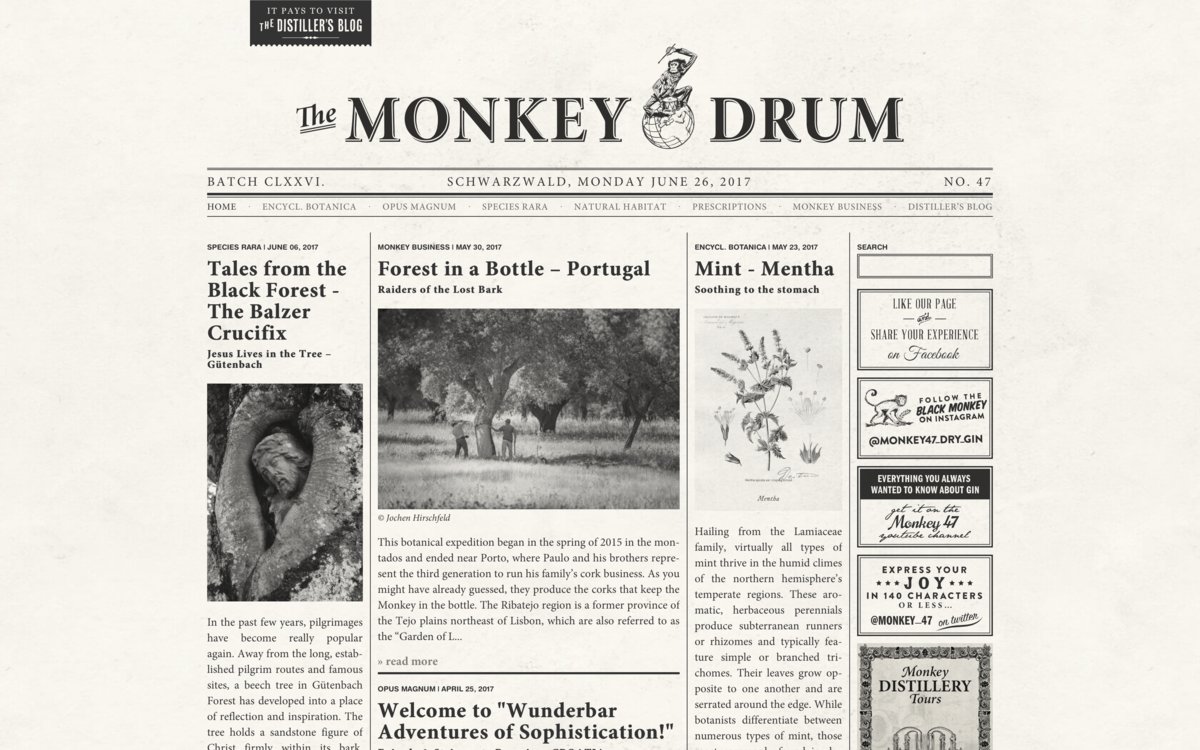 IT PAYS TO VISIT
THE DISTILLER'S BLOG
The MONKEY DRUM
BATCH CLXXVI. SCHWARZWALD, MONDAY JUNE 26, 2017 NO. 47
HOME · ENCYCL. BOTANICA · OPUS MAGNUM · SPECIES RARA · NATURAL HABITAT · PRESCRIPTIONS · MONKEY BUSINESS · DISTILLER'S BLOG
SPECIES RARA | JUNE 06, 2017
Tales from the
Black Forest -
The Balzer
Crucifix
Jesus Lives in the Tree –
Gütenbach
In the past few years, pilgrimages
have become really popular
again. Away from the long, estab-
lished pilgrim routes and famous
sites, a beech tree in Gütenbach
Forest has developed into a place
of reflection and inspiration. The
tree holds a sandstone figure of
Christ firmly within its bark.
MONKEY BUSINESS | MAY 30, 2017
Forest in a Bottle – Portugal
Raiders of the Lost Bark
© Jochen Hirschfeld
This botanical expedition began in the spring of 2015 in the mon-
tados and ended near Porto, where Paulo and his brothers repre-
sent the third generation to run his family's cork business. As you
might have already guessed, they produce the corks that keep the
Monkey in the bottle. The Ribatejo region is a former province of
the Tejo plains northeast of Lisbon, which are also referred to as
the “Garden of L...
» read more
OPUS MAGNUM | APRIL 25, 2017
Welcome to "Wunderbar
Adventures of Sophistication!"
ENCYCL. BOTANICA | MAY 23, 2017
Mint - Mentha
Soothing to the stomach
Mentha
Hailing from the Lamiaceae
family, virtually all types of
mint thrive in the humid climes
of the northern hemisphere's
temperate regions. These aro-
matic, herbaceous perennials
produce subterranean runners
or rhizomes and typically fea-
ture simple or branched tri-
chomes. Their leaves grow op-
posite to one another and are
serrated around the edge. While
botanists differentiate between
numerous types of mint, those
SEARCH
LIKE OUR PAGE
and
SHARE YOUR EXPERIENCE
on Facebook
FOLLOW THE
BLACK MONKEY
ON INSTAGRAM
@MONKEY47_DRY_GIN
EVERYTHING YOU ALWAYS
WANTED TO KNOW ABOUT GIN
get it on the
Monkey 47
youtube channel
EXPRESS YOUR
JOY
IN 140 CHARACTERS
OR LESS...
@MONKEY_47 on twitter
Monkey
DISTILLERY
Tours